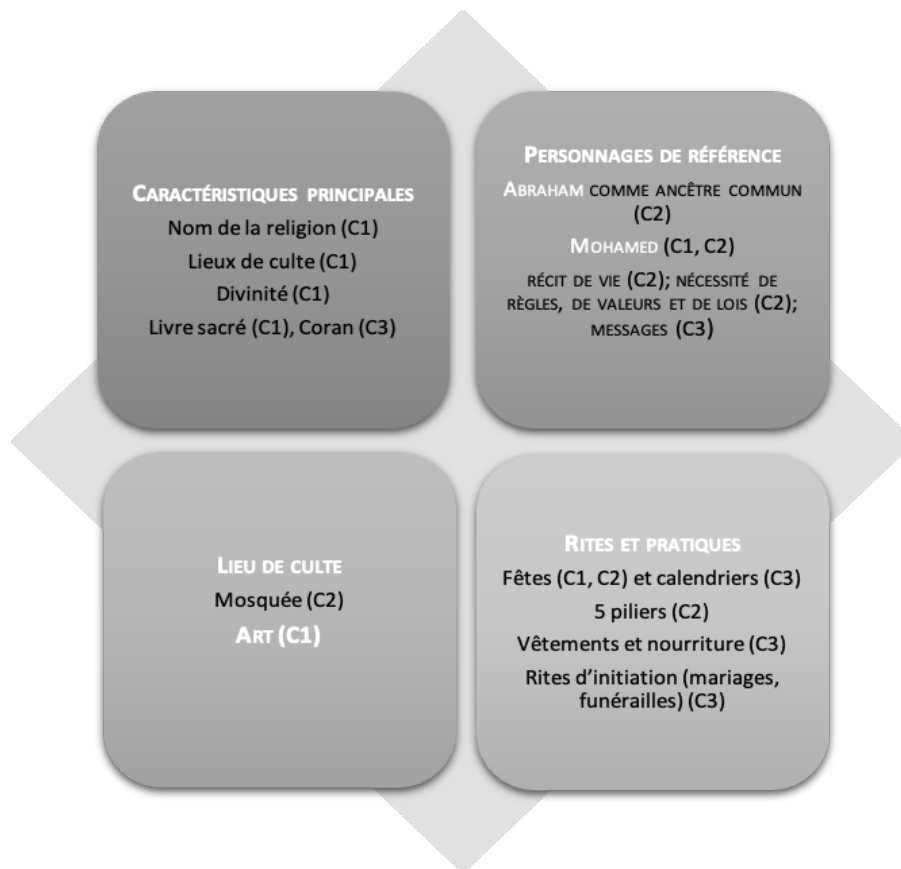 CARACTÉRISTIQUES PRINCIPALES
Nom de la religion (C1)
Lieux de culte (C1)
Divinité (C1)
Livre sacré (C1), Coran (C3)
PERSONNAGES DE RÉFÉRENCE
ABRAHAM COMME ANCÊTRE COMMUN
(C2)
MOHAMED (C1, C2)
RÉCIT DE VIE (C2); NÉCESSITÉ DE
RÈGLES, DE VALEURS ET DE LOIS (C2);
MESSAGES (C3)
LIEU DE CULTE
Mosquée (C2)
ART (C1)
RITES ET PRATIQUES
Fêtes (C1, C2) et calendriers (C3)
5 piliers (C2)
Vêtements et nourriture (C3)
Rites d'initiation (mariages,
funérailles) (C3)